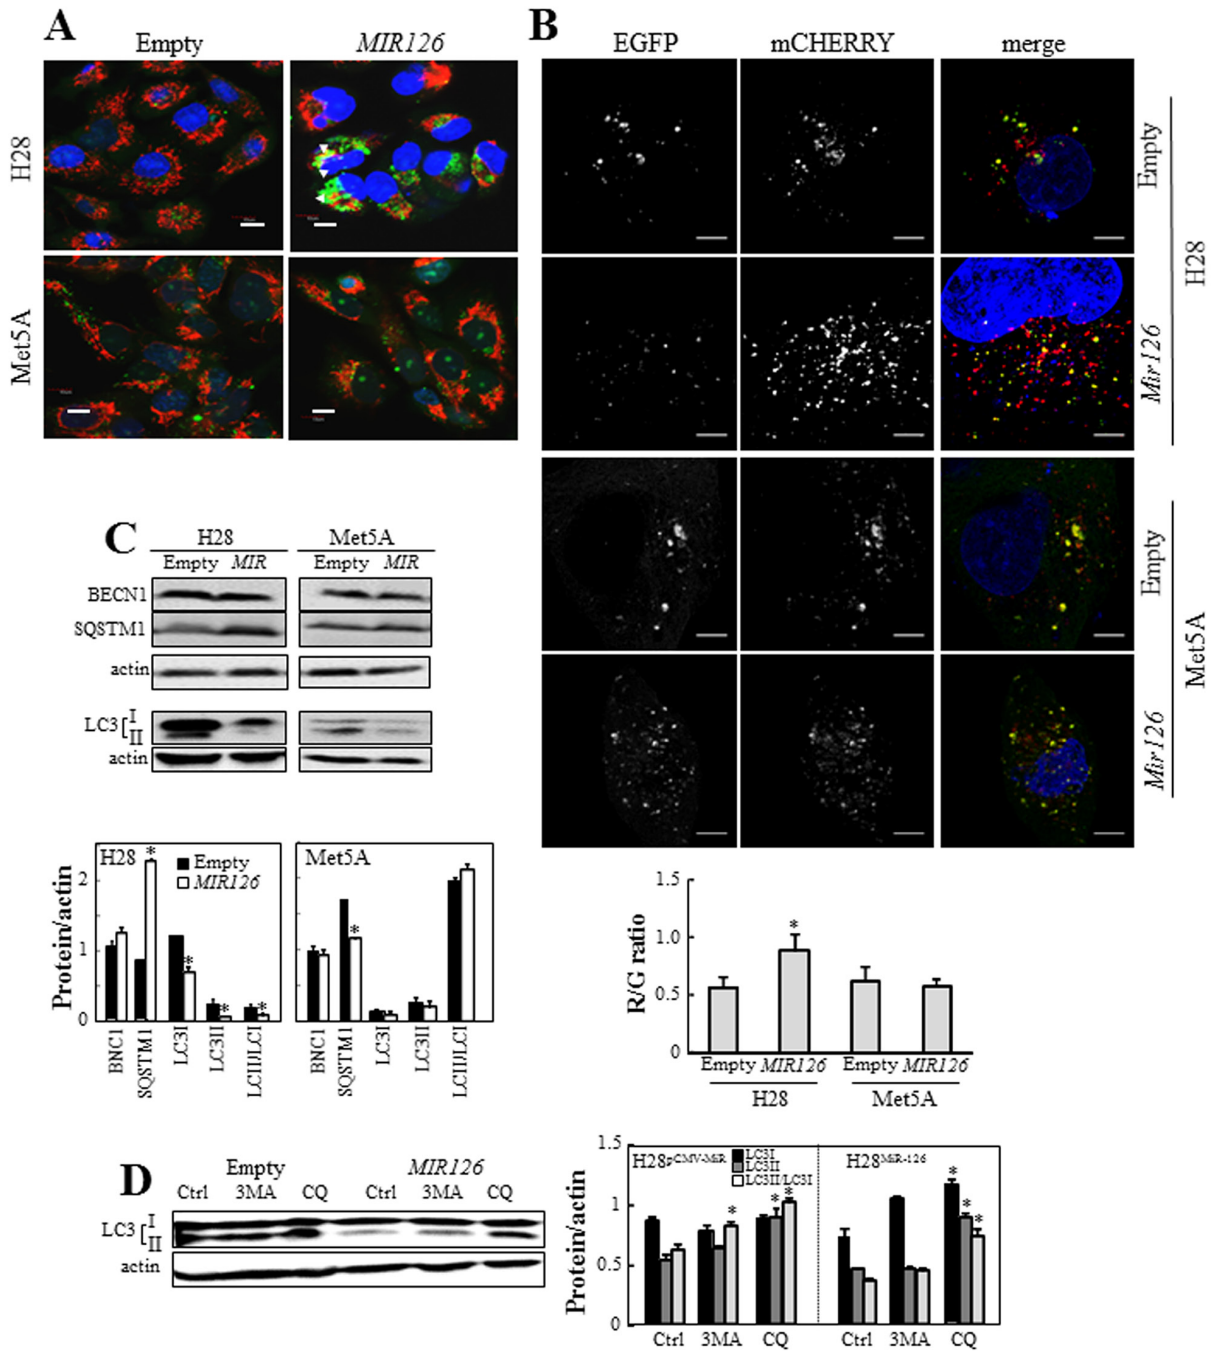 A
Empty
MIR126
H28
Met5A
B
EGFP
mCHERRY
merge
Empty
Mir126
H28
Empty
Mir126
Met5A
C
H28
Met5A
Empty
MIR
Empty
MIR
BECN1
SQSTM1
actin
LC3
I
II
actin
Protein/actin
H28
Empty
MIR126
*
*
*
*
2
1
0
BNC1
SQSTM1
LC3I
LC3II
LCII/LCI
Met5A
*
BNC1
SQSTM1
LC3I
LC3II
LCII/LCI
R/G ratio
1.5
1.0
0.5
0
*
Empty
MIR126
Empty
MIR126
H28
Met5A
D
Empty
MIR126
Ctrl
3MA
CQ
Ctrl
3MA
CQ
LC3
I
II
actin
Protein/actin
1.5
1
0.5
0
H28pCMV-MiR
LC3I
LC3II
LC3II/LC3I
H28MiR-126
*
*
*
*
*
*
Ctrl
3MA
CQ
Ctrl
3MA
CQ